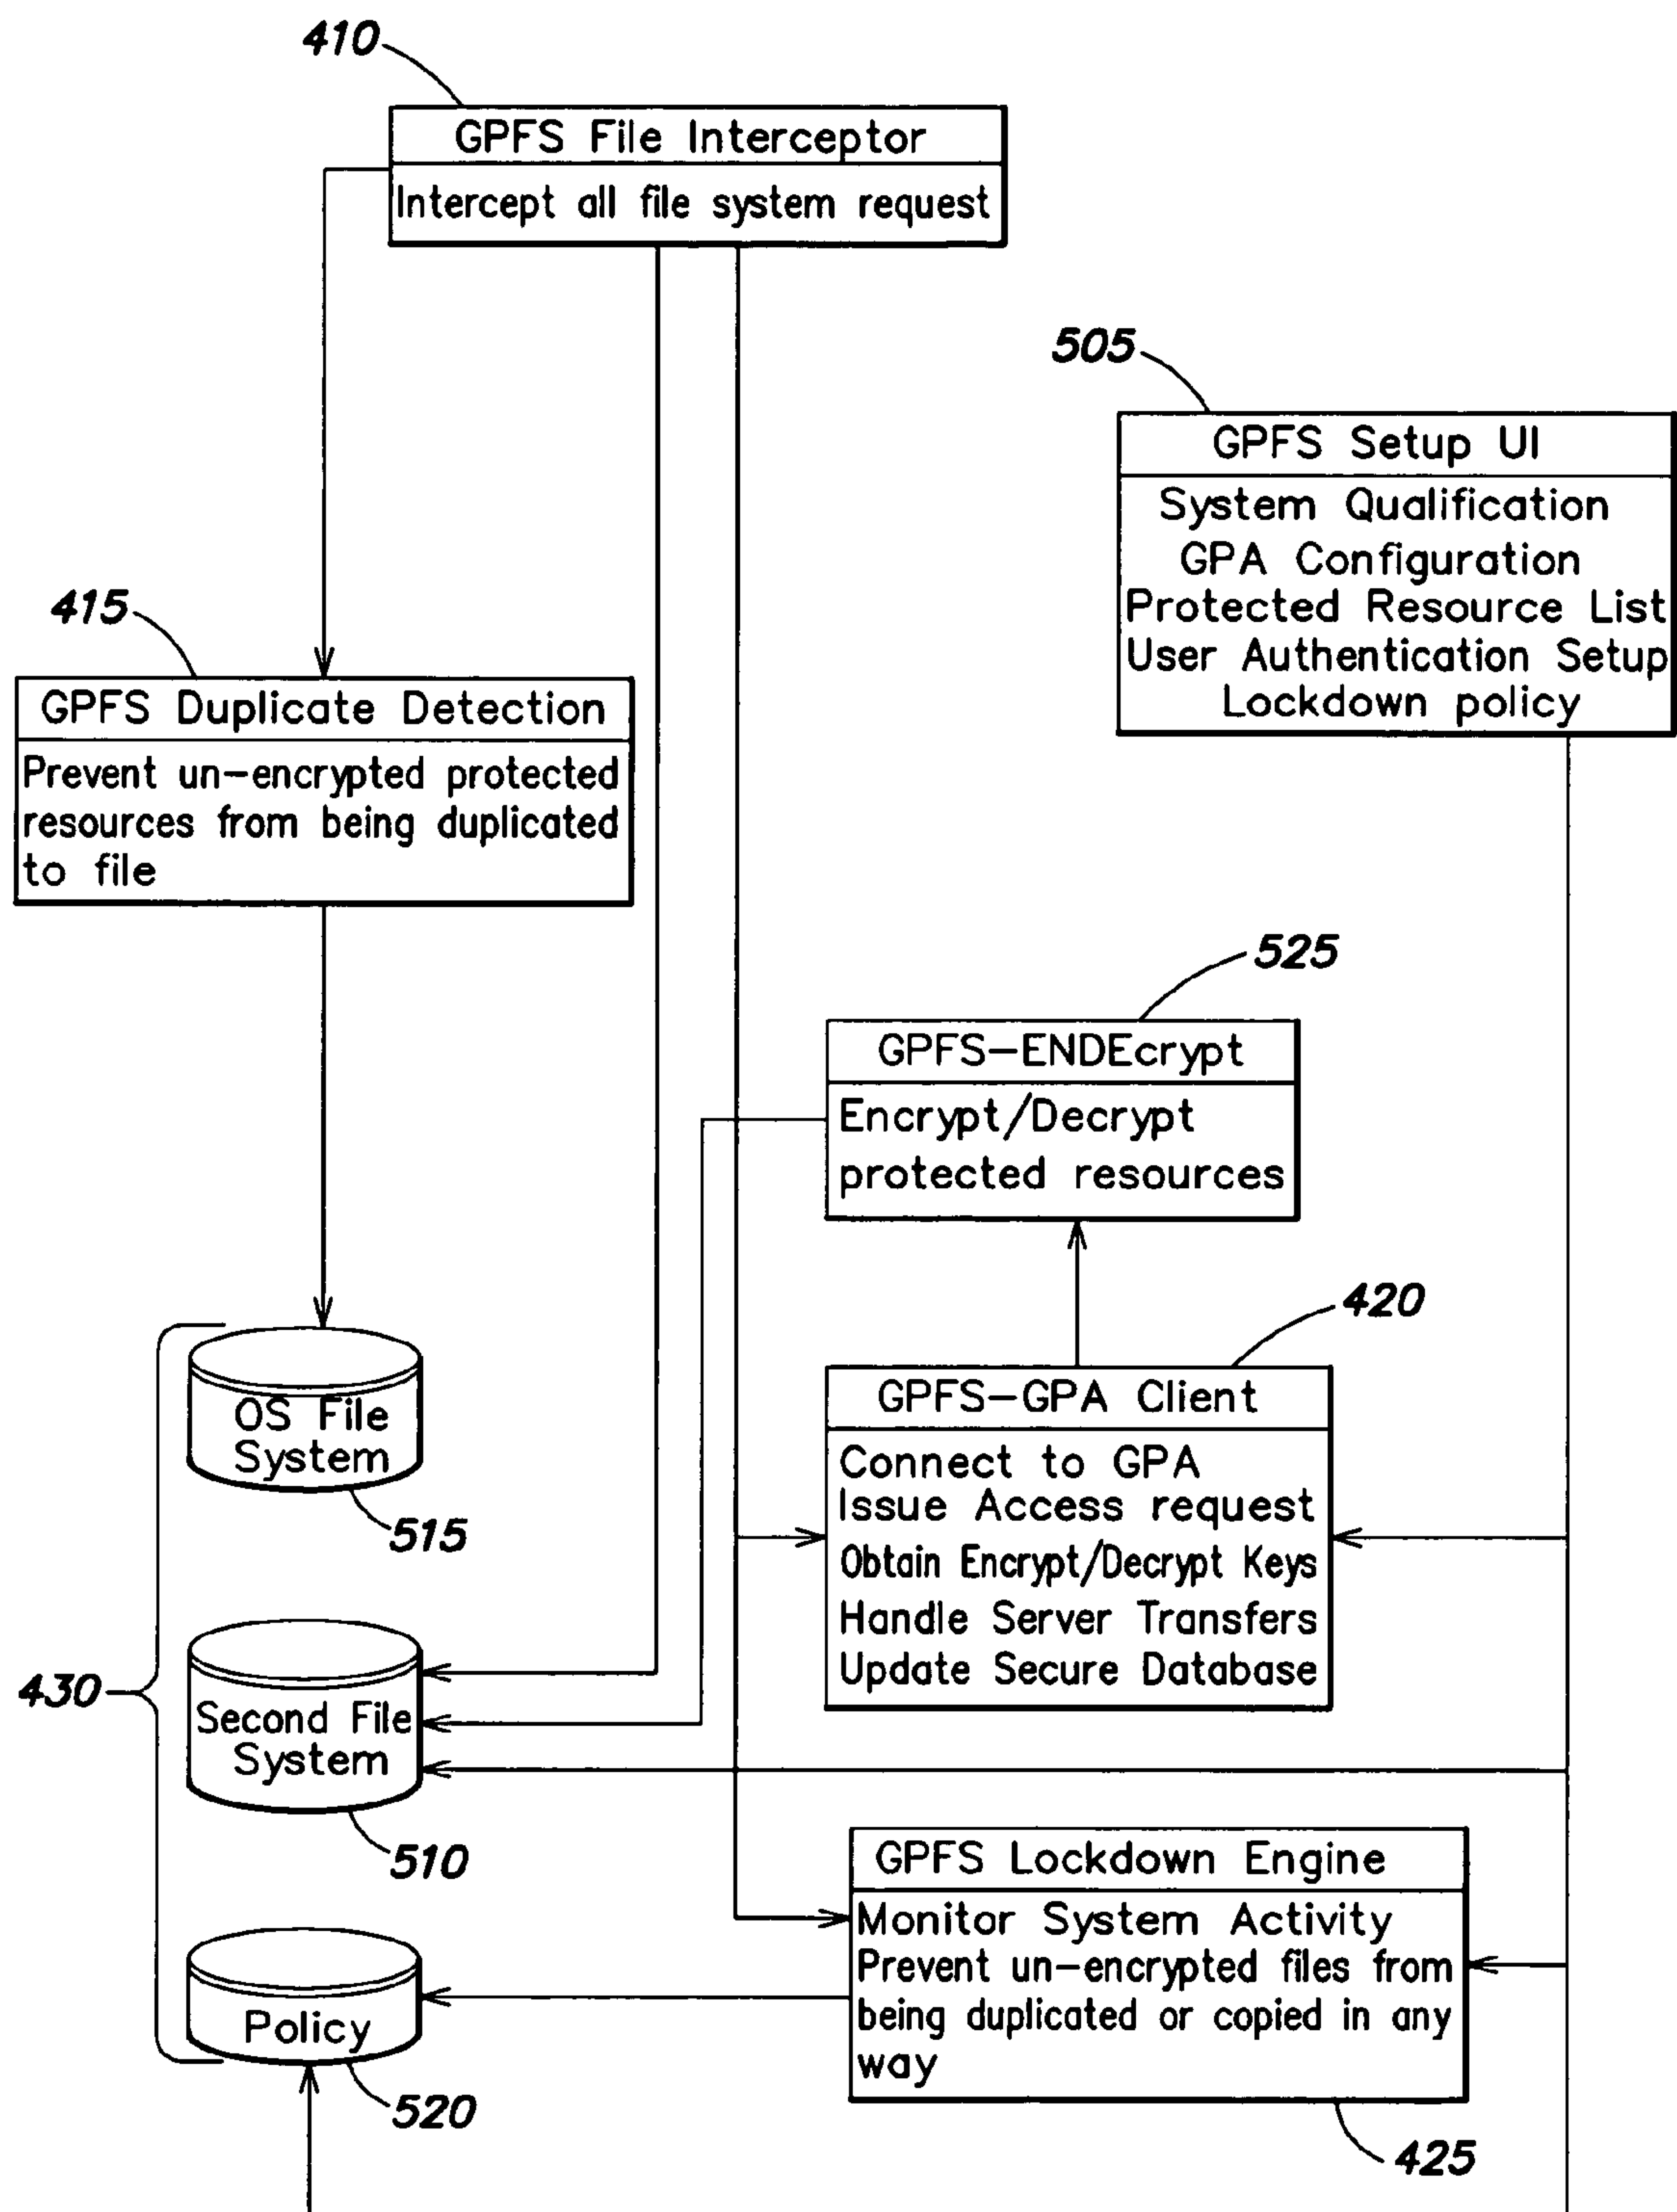 410
GPFS File Interceptor
Intercept all file system request
505
GPFS Setup UI
System Qualification
GPA Configuration
Protected Resource List
User Authentication Setup
Lockdown policy
415
GPFS Duplicate Detection
Prevent un-encrypted protected
resources from being duplicated
to file
525
GPFS-ENDEcrypt
Encrypt/Decrypt
protected resources
420
GPFS-GPA Client
Connect to GPA
Issue Access request
Obtain Encrypt/Decrypt Keys
Handle Server Transfers
Update Secure Database
OS File
System
515
430
Second File
System
510
GPFS Lockdown Engine
Monitor System Activity
Prevent un-encrypted files from
being duplicated or copied in any
way
425
Policy
520